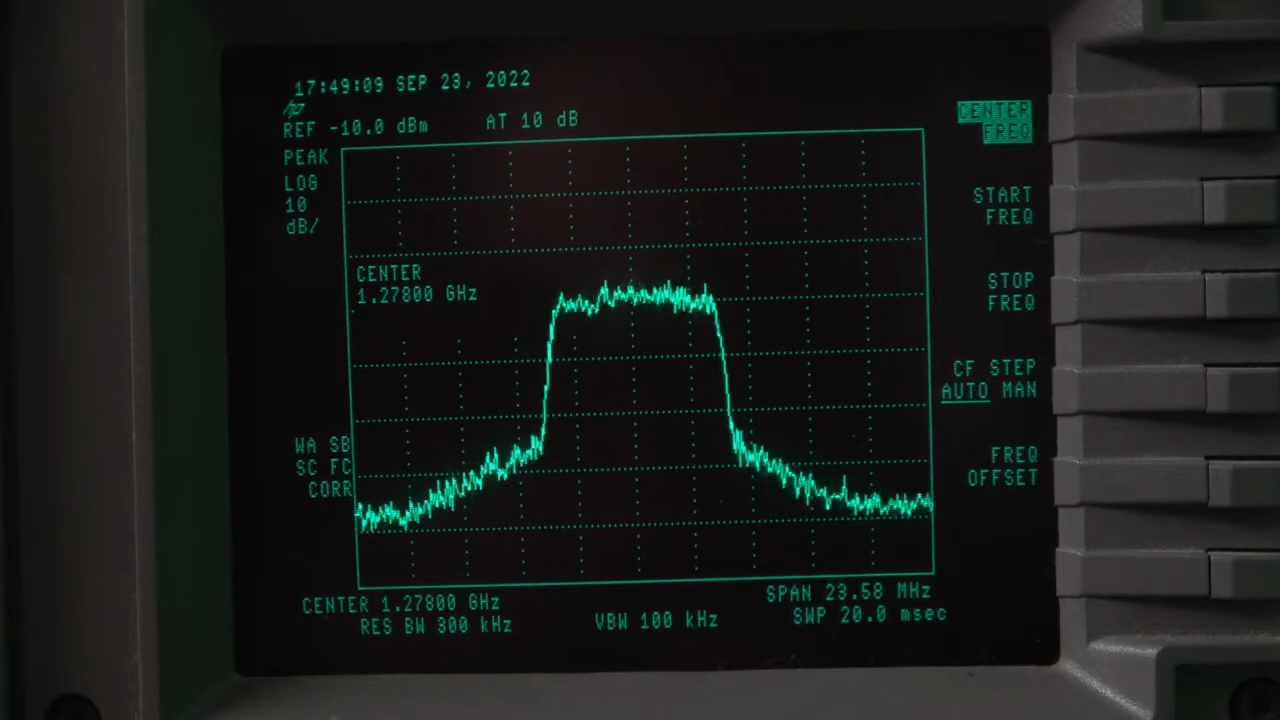 17:49:09 SEP 23, 2022
hp
REF -10.0 dBm AT 10 dB
PEAK
LOG
10
dB/
CENTER
1.27800 GHz
WA SB
SC FC
CORR
CENTER 1.27800 GHz
SPAN 23.58 MHz
RES BW 300 kHz
VBW 100 kHz
SWP 20.0 msec
CENTER
FREQ
START
FREQ
STOP
FREQ
CF STEP
AUTO MAN
FREQ
OFFSET